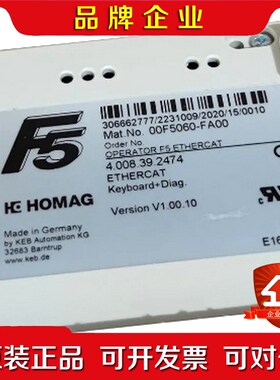 品牌企业
306662777/2231009/2020/15/0010
Mat.No. 00F5060-FA00
Order No.
OPERATOR F5 ETHERCAT
4.008.39.2474
ETHERCAT
Keyboard+Diag.
Version V1.00.10
F5
HOMAG
Made in Germany
by KEB Automation KG
32683 Barntrup
www.keb.de
E16
企业
装正品 可开发票 可对